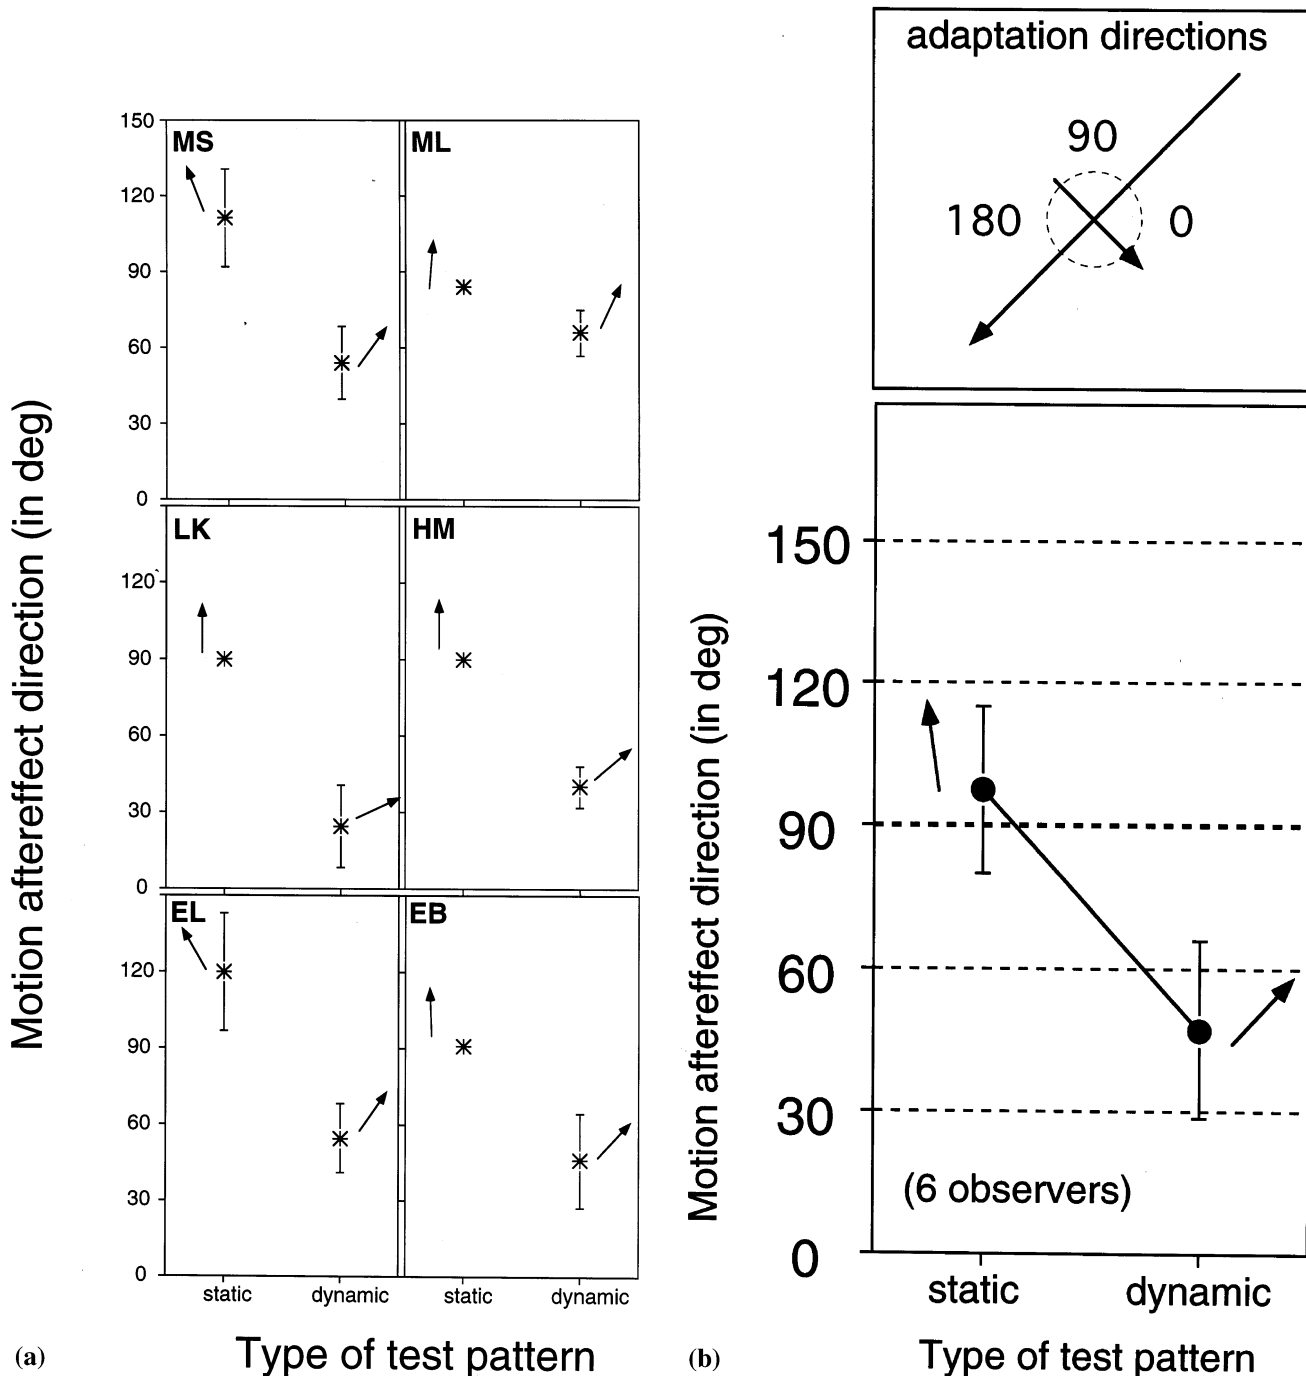 Motion aftereffect direction (in deg)
150
120
90
60
30
0
MS
ML
120
90
60
30
0
LK
HM
120
90
60
30
0
EL
EB
static
dynamic
static
dynamic
(a)
Type of test pattern
adaptation directions
90
180
0
Motion aftereffect direction (in deg)
150
120
90
60
30
0
(6 observers)
static
dynamic
(b)
Type of test pattern